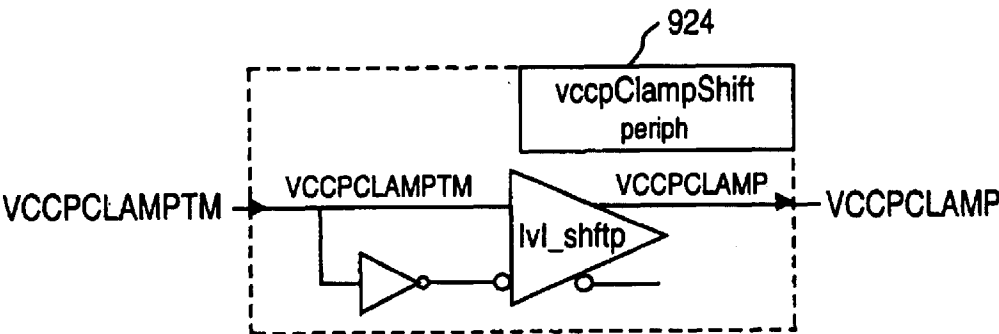 924
vccpClampShift
periph
VCCPCLAMPTM
VCCPCLAMPTM
VCCPCLAMP
VCCPCLAMP
lvl_shftp